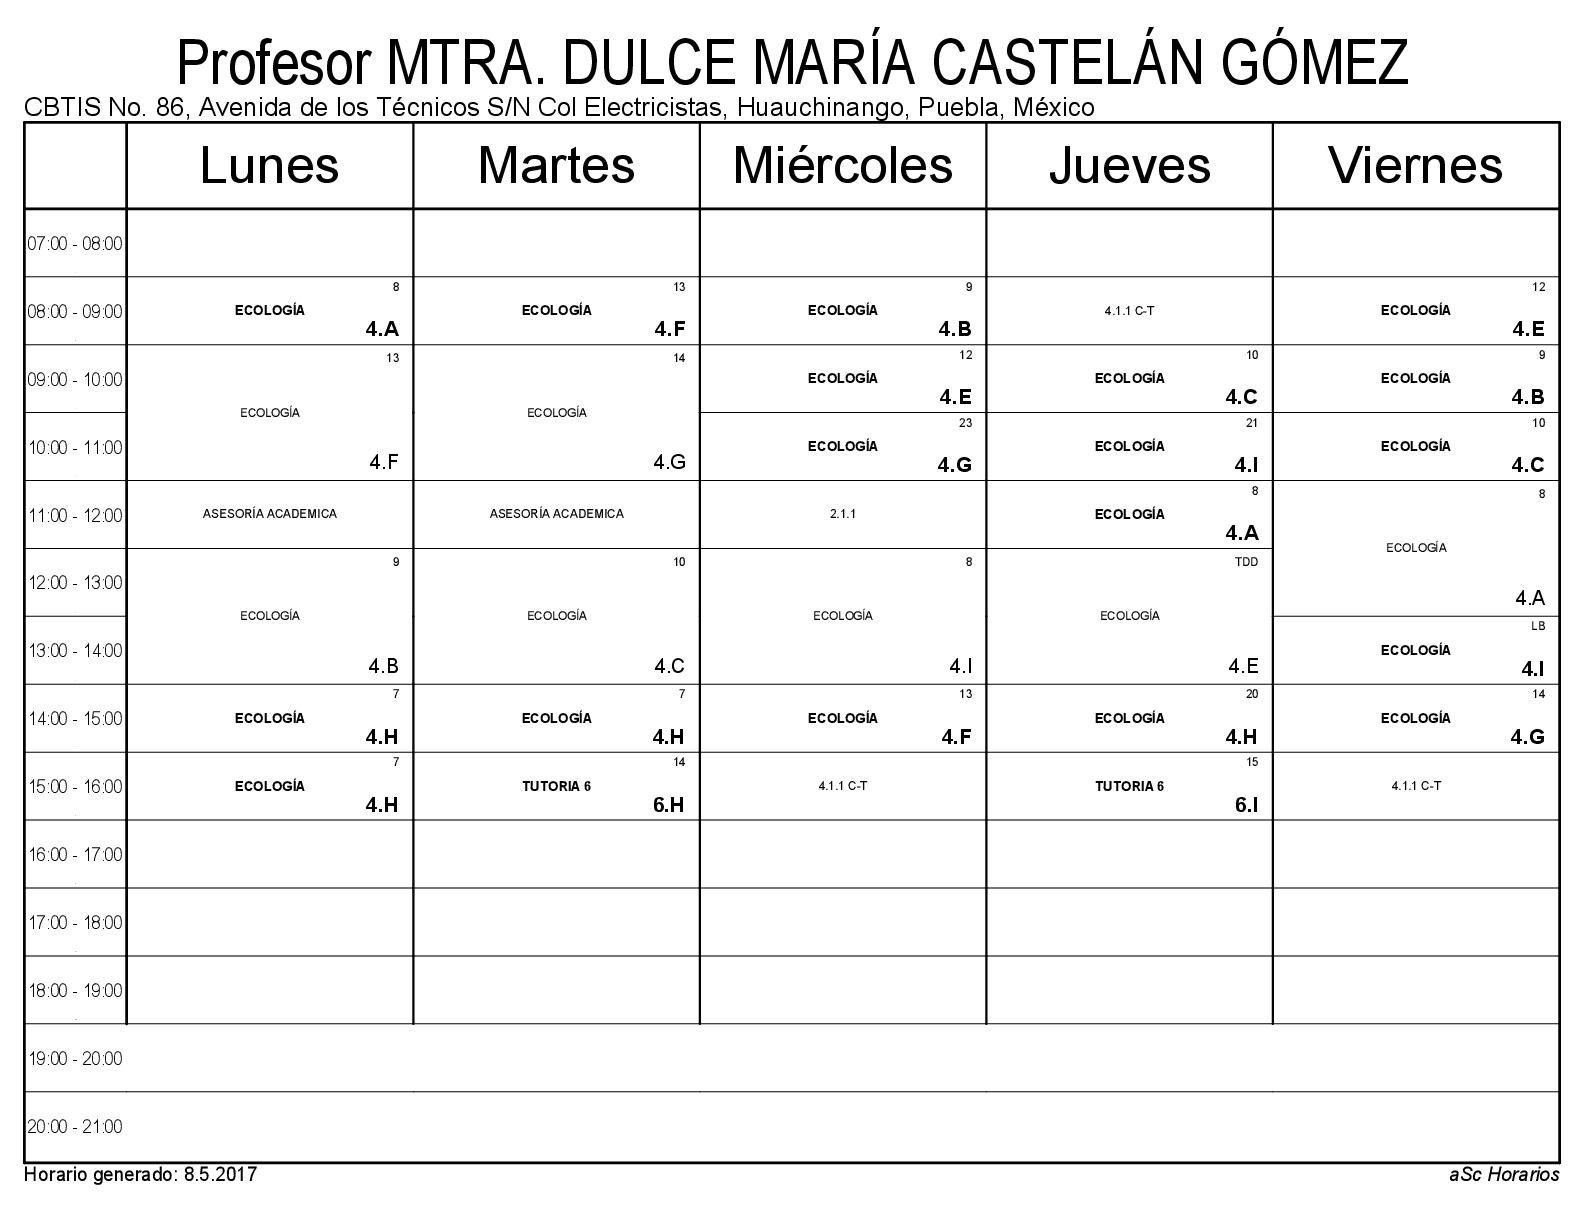 Profesor MTRA. DULCE MARÍA CASTELÁN GÓMEZ
CBTIS No. 86, Avenida de los Técnicos S/N Col Electricistas, Huauchinango, Puebla, México
Lunes Martes Miércoles Jueves Viernes
07:00 - 08:00
8 13 9 12
08:00 - 09:00 ECOLOGÍA ECOLOGÍA ECOLOGÍA 4.1.1 C-T ECOLOGÍA
4.A 4.F 4.B 4.E
13 14 12 10 9
09:00 - 10:00 ECOLOGÍA ECOLOGÍA ECOLOGÍA
4.E 4.C 4.B
ECOLOGÍA ECOLOGÍA
23 21 10
10:00 - 11:00 ECOLOGÍA ECOLOGÍA ECOLOGÍA
4.F 4.G 4.G 4.I 4.C
8 8
11:00 - 12:00 ASESORÍA ACADEMICA ASESORÍA ACADEMICA 2.1.1 ECOLOGÍA
4.A
ECOLOGÍA
9 10 8 TDD
12:00 - 13:00
4.A
ECOLOGÍA ECOLOGÍA ECOLOGÍA ECOLOGÍA
LB
13:00 - 14:00 ECOLOGÍA
4.B 4.C 4.I 4.E 4.I
7 7 13 20 14
14:00 - 15:00 ECOLOGÍA ECOLOGÍA ECOLOGÍA ECOLOGÍA ECOLOGÍA
4.H 4.H 4.F 4.H 4.G
7 14 15
15:00 - 16:00 ECOLOGÍA TUTORIA 6 4.1.1 C-T TUTORIA 6 4.1.1 C-T
4.H 6.H 6.I
16:00 - 17:00
17:00 - 18:00
18:00 - 19:00
19:00 - 20:00
20:00 - 21:00
Horario generado: 8.5.2017 aSc Horarios